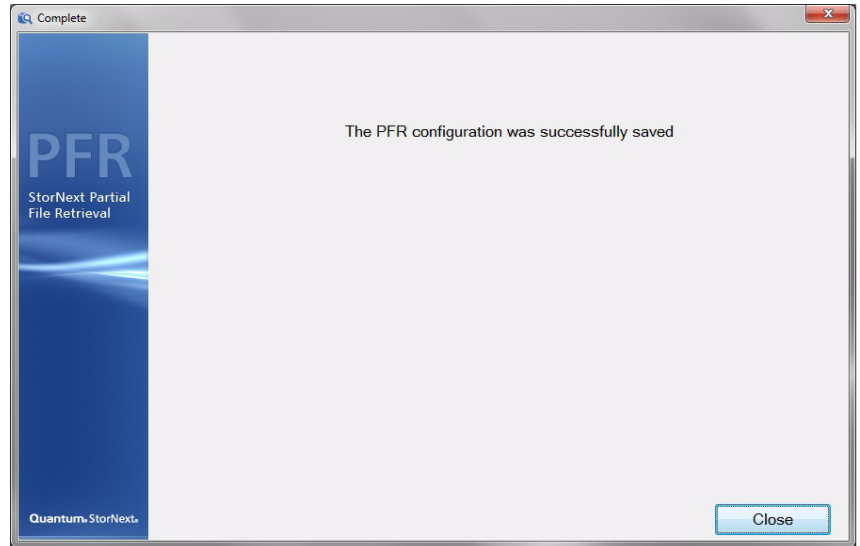 Complete
The PFR configuration was successfully saved
PFR
StorNext Partial
File Retrieval
Quantum. StorNext.
Close